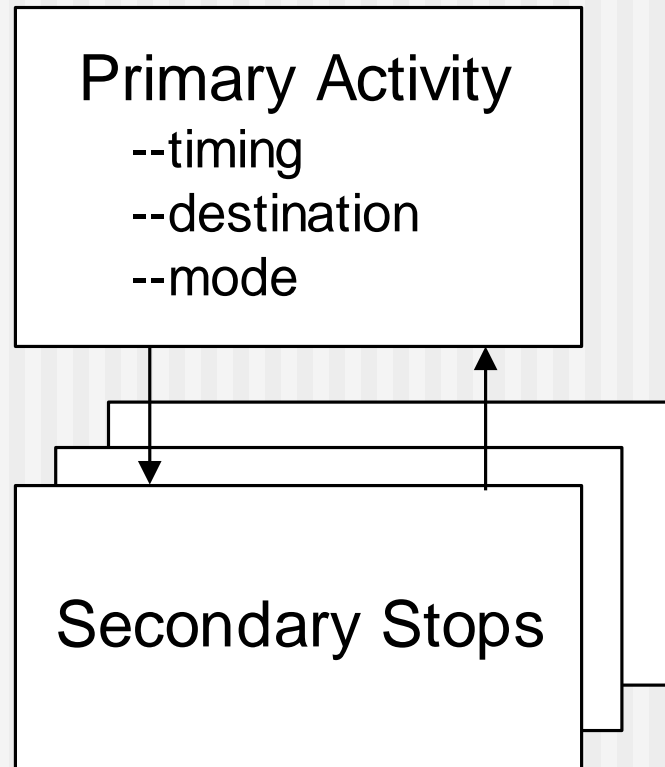 Primary Activity
--timing
--destination
--mode
Secondary Stops